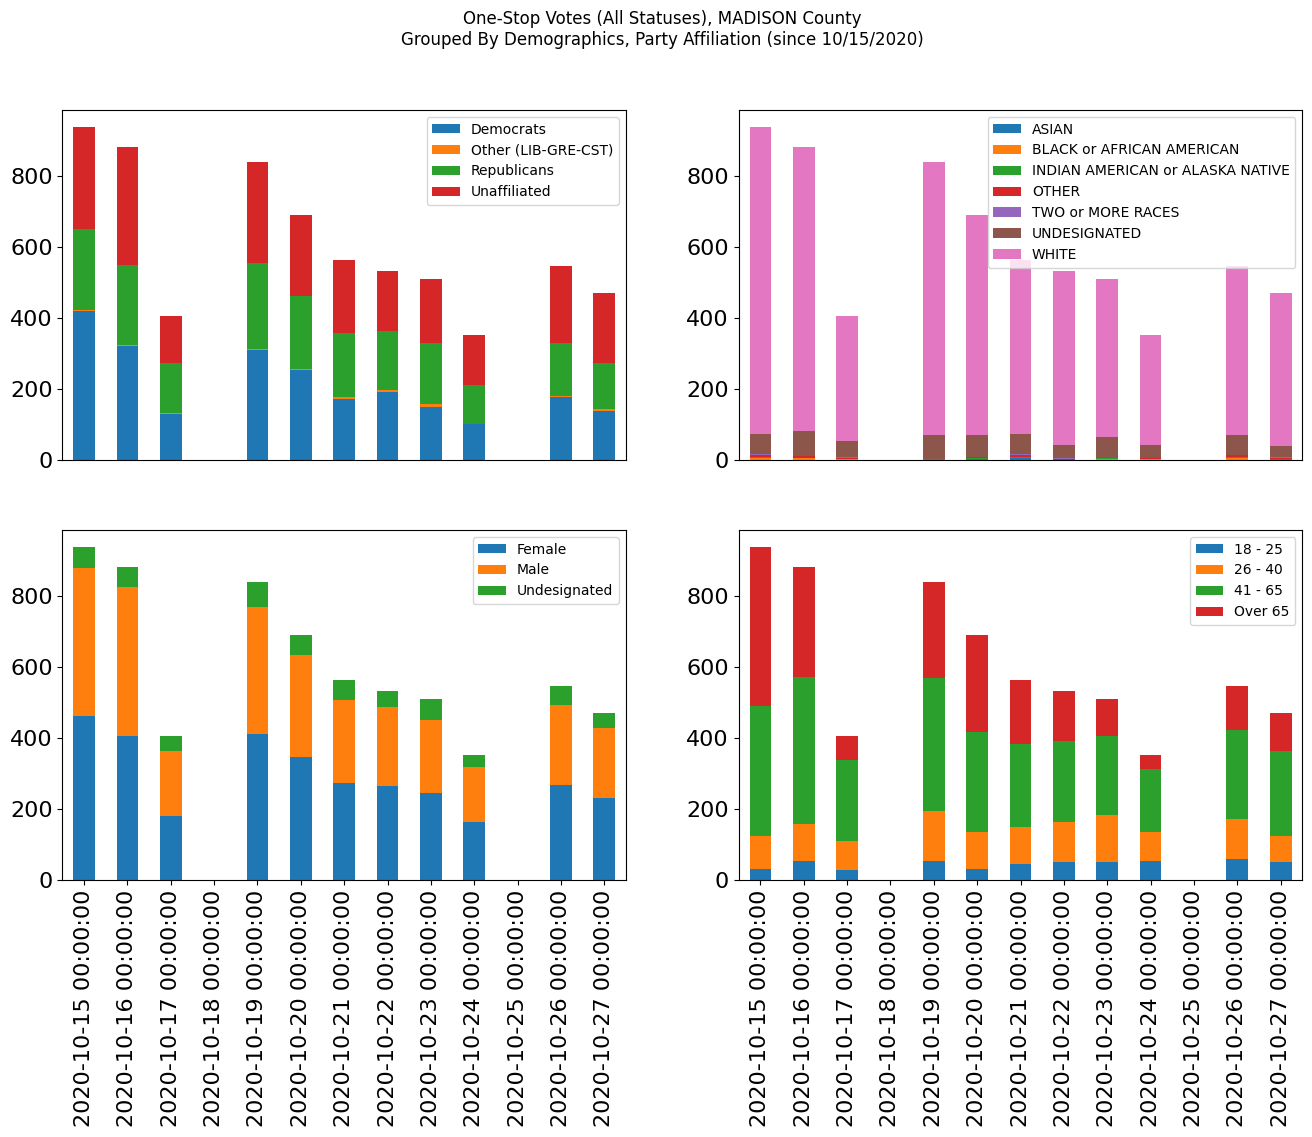 One-Stop Votes (All Statuses), MADISON County
Grouped By Demographics, Party Affiliation (since 10/15/2020)
800
600
400
200
0
Democrats
Other (LIB-GRE-CST)
Republicans
Unaffiliated
800
600
400
200
0
ASIAN
BLACK or AFRICAN AMERICAN
INDIAN AMERICAN or ALASKA NATIVE
OTHER
TWO or MORE RACES
UNDESIGNATED
WHITE
800
600
400
200
0
Female
Male
Undesignated
2020-10-15 00:00:00
2020-10-16 00:00:00
2020-10-17 00:00:00
2020-10-18 00:00:00
2020-10-19 00:00:00
2020-10-20 00:00:00
2020-10-21 00:00:00
2020-10-22 00:00:00
2020-10-23 00:00:00
2020-10-24 00:00:00
2020-10-25 00:00:00
2020-10-26 00:00:00
2020-10-27 00:00:00
800
600
400
200
0
18 - 25
26 - 40
41 - 65
Over 65
2020-10-15 00:00:00
2020-10-16 00:00:00
2020-10-17 00:00:00
2020-10-18 00:00:00
2020-10-19 00:00:00
2020-10-20 00:00:00
2020-10-21 00:00:00
2020-10-22 00:00:00
2020-10-23 00:00:00
2020-10-24 00:00:00
2020-10-25 00:00:00
2020-10-26 00:00:00
2020-10-27 00:00:00